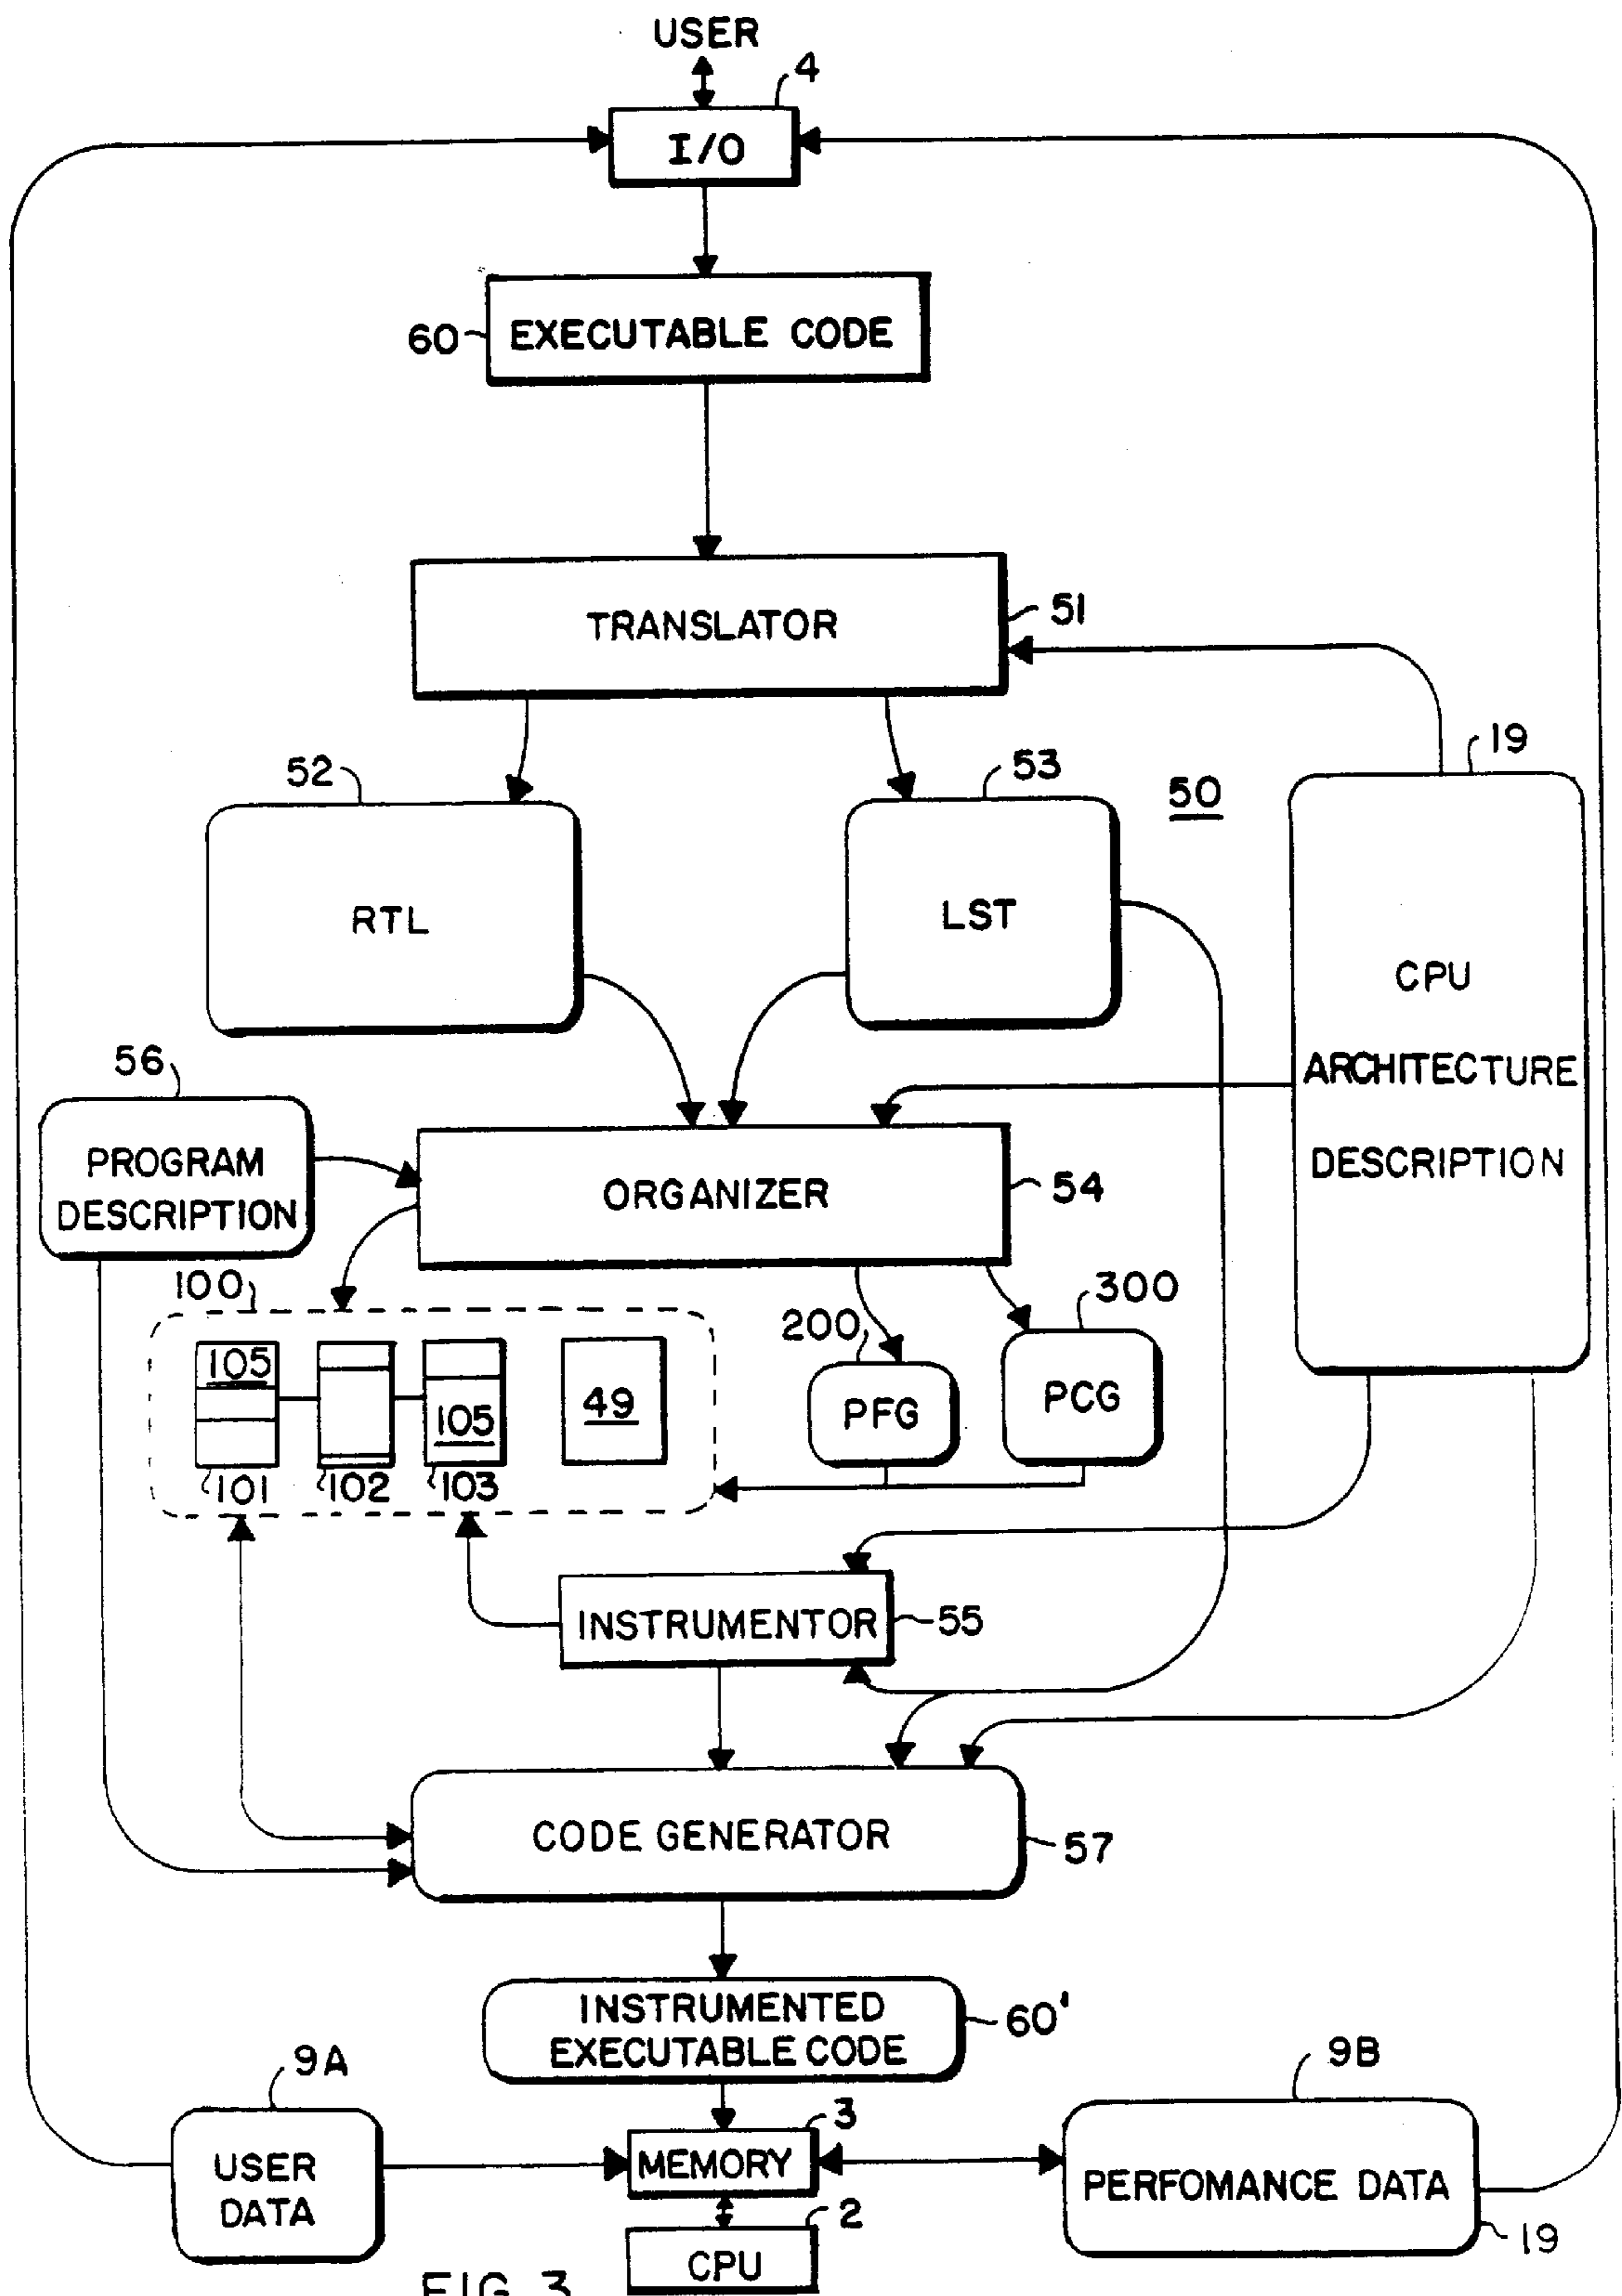 USER
4
I/O
60
EXECUTABLE CODE
TRANSLATOR
51
52
53
50
19
RTL
LST
CPU
ARCHITECTURE
DESCRIPTION
56
PROGRAM
DESCRIPTION
ORGANIZER
54
100
200
300
105
105
49
PFG
PCG
101
102
103
INSTRUMENTOR
55
CODE GENERATOR
57
INSTRUMENTED
EXECUTABLE CODE
60'
9A
3
9B
USER
DATA
MEMORY
PERFOMANCE DATA
2
19
CPU
FIG. 3